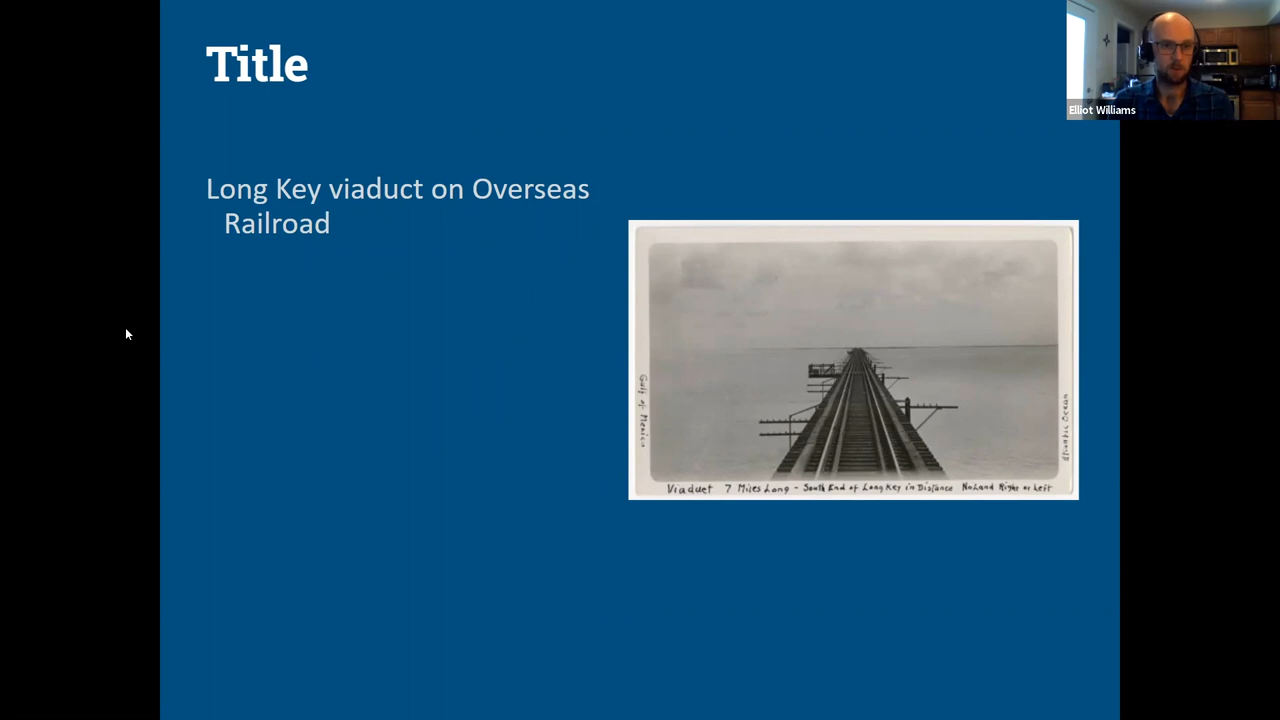 Title
Elliot Williams
Long Key viaduct on Overseas
Railroad
Gulf of Mexico
Atlantic Ocean
Viaduct 7 Miles Long - South End of Long Key in Distance No Land Right or Left